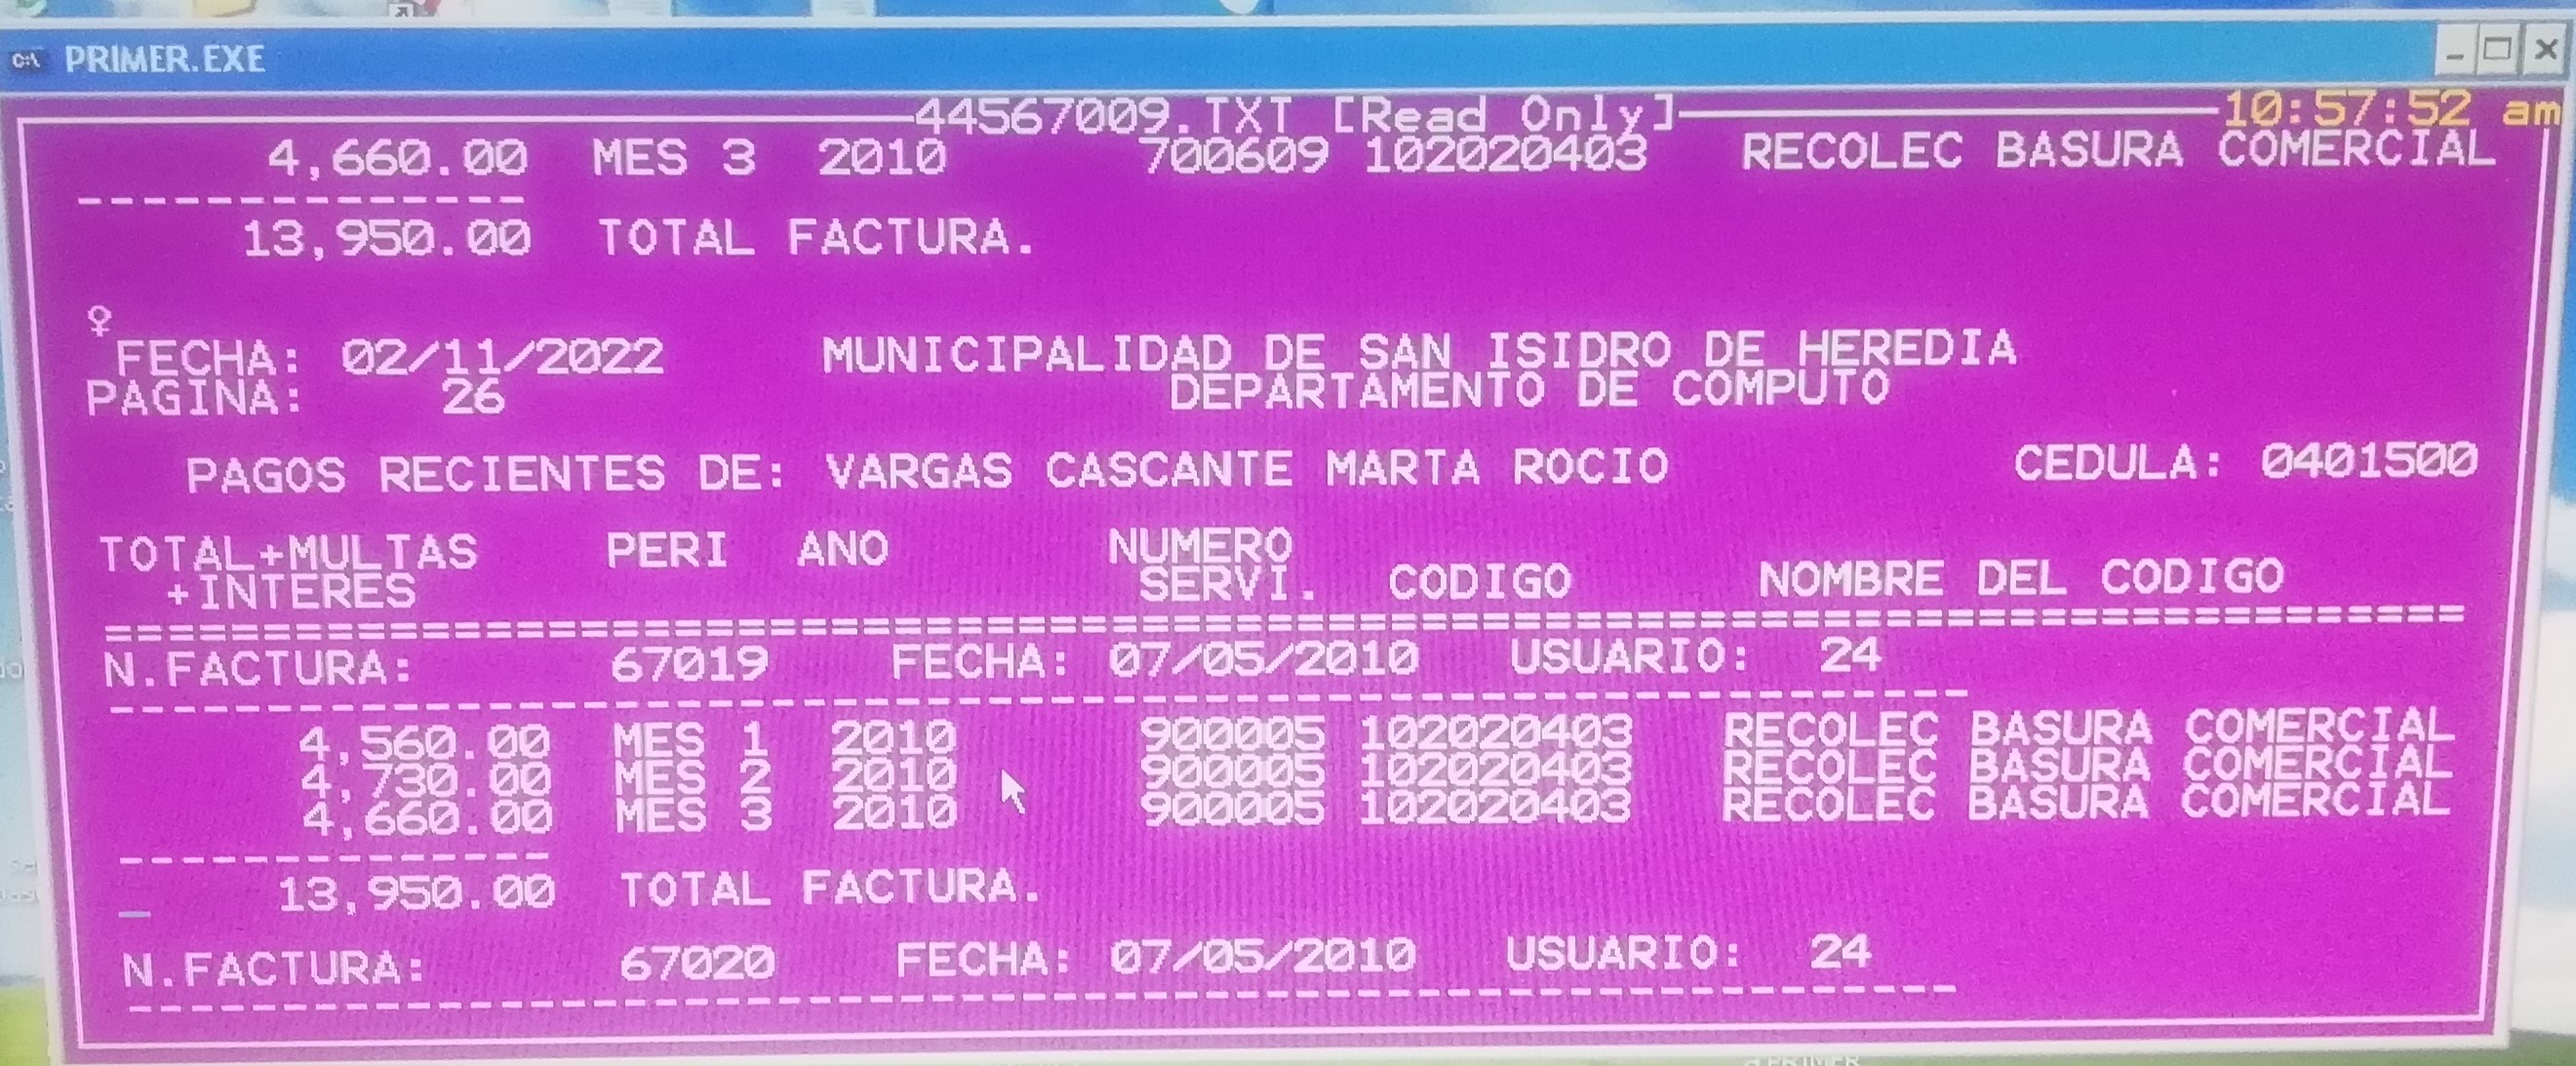 PRIMER.EXE
44567009.TXT [Read Only] 10:57:52 am
4,660.00 MES 3 2010 700609 102020403 RECOLEC BASURA COMERCIAL
--------------
13,950.00 TOTAL FACTURA.
♀
FECHA: 02/11/2022 MUNICIPALIDAD DE SAN ISIDRO DE HEREDIA
PAGINA: 26 DEPARTAMENTO DE COMPUTO
PAGOS RECIENTES DE: VARGAS CASCANTE MARTA ROCIO CEDULA: 0401500
TOTAL+MULTAS PERI ANO NUMERO
+INTERES SERVI. CODIGO NOMBRE DEL CODIGO
============================================================================
N.FACTURA: 67019 FECHA: 07/05/2010 USUARIO: 24
------------------------------------------------------------
4,560.00 MES 1 2010 900005 102020403 RECOLEC BASURA COMERCIAL
4,730.00 MES 2 2010 900005 102020403 RECOLEC BASURA COMERCIAL
4,660.00 MES 3 2010 900005 102020403 RECOLEC BASURA COMERCIAL
--------------
13,950.00 TOTAL FACTURA.
N.FACTURA: 67020 FECHA: 07/05/2010 USUARIO: 24
------------------------------------------------------------
PRIMER